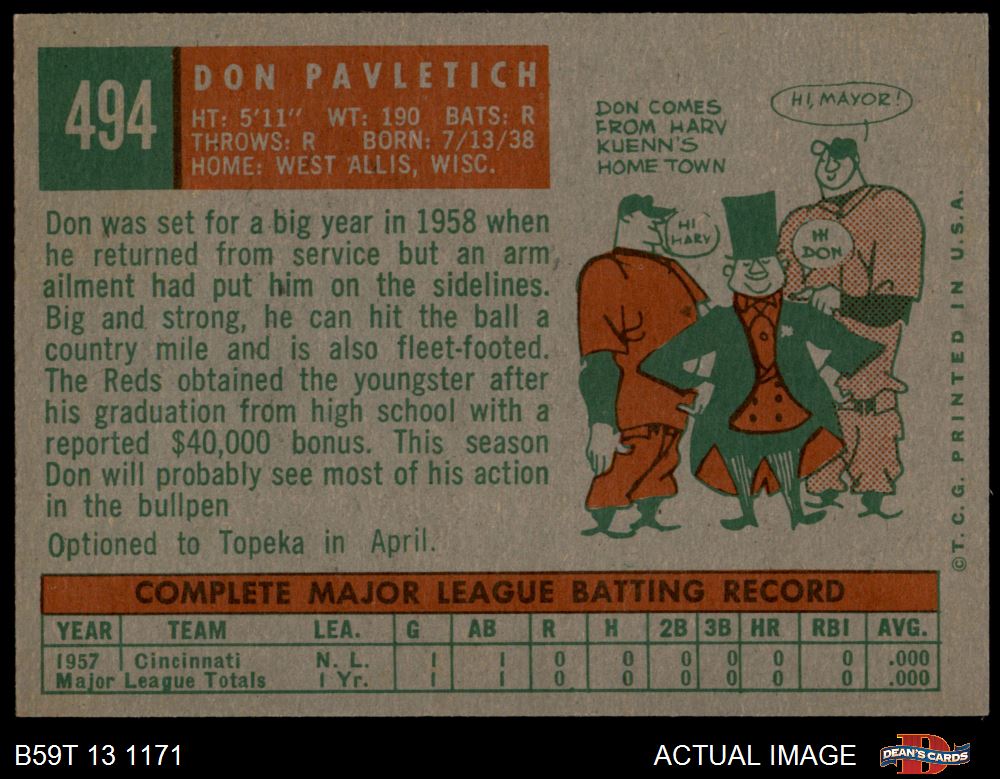 494
DON PAVLETICH
HT: 5'11" WT: 190 BATS: R
THROWS: R BORN: 7/13/38
HOME: WEST ALLIS, WISC.
Don was set for a big year in 1958 when
he returned from service but an arm
ailment had put him on the sidelines.
Big and strong, he can hit the ball a
country mile and is also fleet-footed.
The Reds obtained the youngster after
his graduation from high school with a
reported $40,000 bonus. This season
Don will probably see most of his action
in the bullpen
Optioned to Topeka in April.
DON COMES
FROM HARV
KUENN'S
HOME TOWN
HI, MAYOR!
HI
HARV
HI
DON
©T. C. G. PRINTED IN U. S. A.
COMPLETE MAJOR LEAGUE BATTING RECORD
YEAR TEAM LEA. G AB R H 2B 3B HR RBI AVG.
1957 Cincinnati N. L. 1 1 0 0 0 0 0 0 .000
Major League Totals 1 Yr. 1 1 0 0 0 0 0 0 .000
B59T 13 1171
ACTUAL IMAGE
DEAN'S CARDS